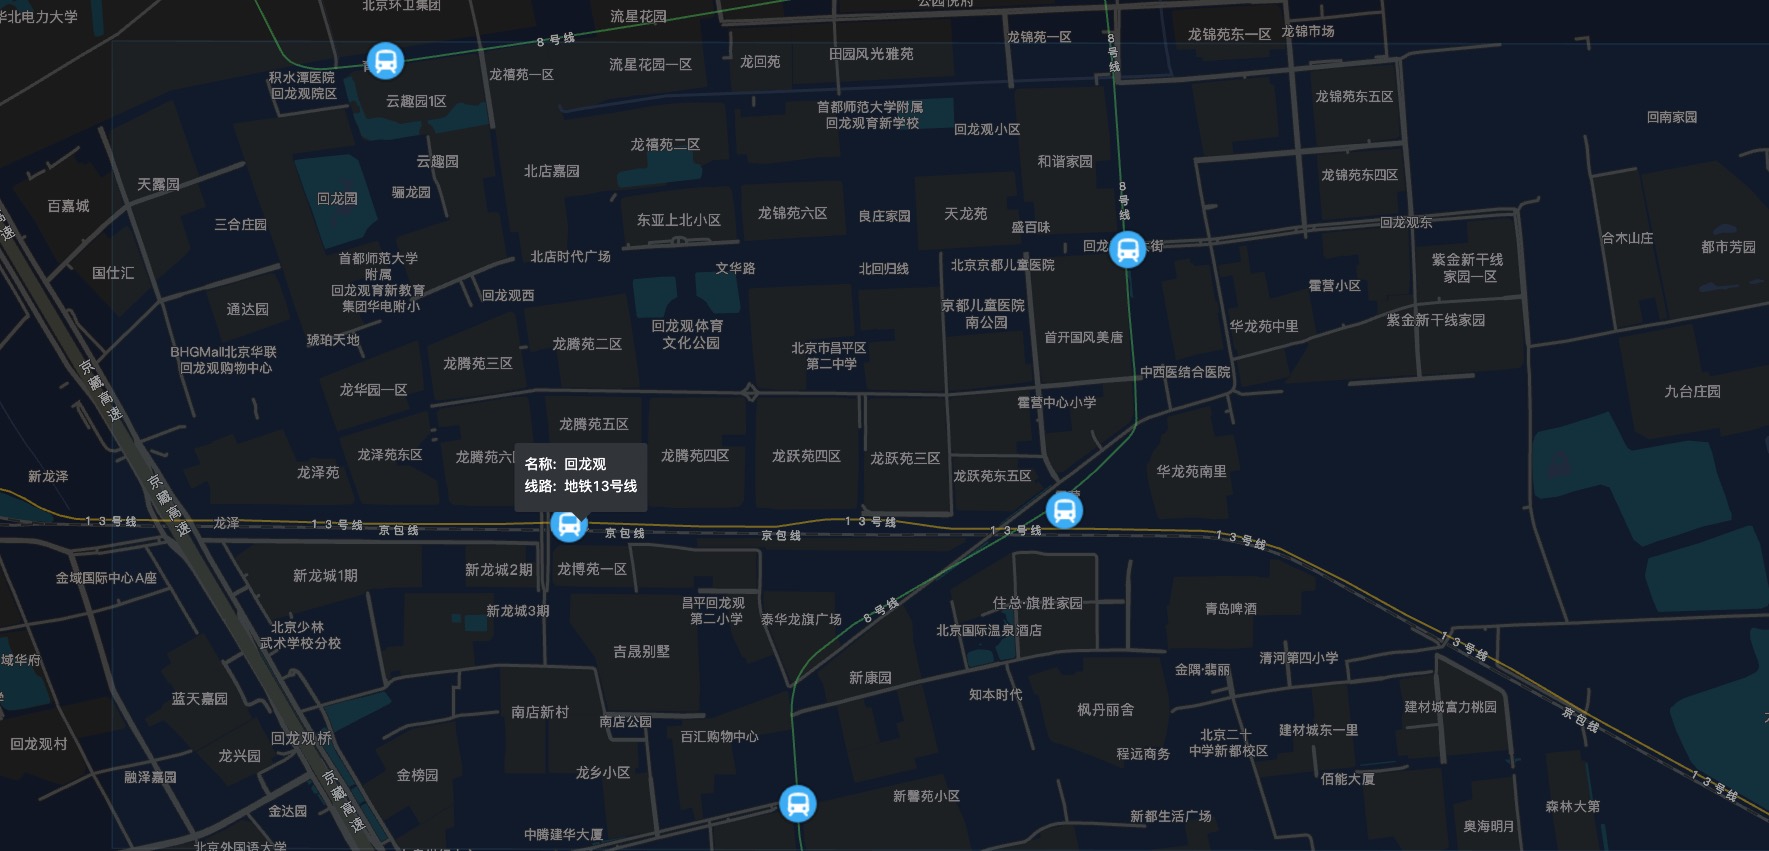 华北电力大学
北京环卫集团
流星花园
公园悦府
8号线
8号线
龙锦苑一区
龙锦苑东一区
龙锦市场
积水潭医院
回龙观院区
云趣园1区
龙禧苑一区
流星花园一区
龙回苑
田园风光雅苑
龙锦苑东五区
首都师范大学附属
回龙观育新学校
回龙观小区
回南家园
龙禧苑二区
云趣园
北店嘉园
和谐家园
龙锦苑东四区
天露园
百嘉城
回龙园
骊龙园
8号线
三合庄园
东亚上北小区
龙锦苑六区
良庄家园
天龙苑
盛百味
回龙观东
合木山庄
都市芳园
北店时代广场
文华路
北回归线
北京京都儿童医院
紫金新干线
家园一区
国仕汇
首都师范大学
附属
回龙观育新教育
集团华电附小
回龙观西
霍营小区
通达园
京都儿童医院
南公园
回龙观体育
文化公园
华龙苑中里
紫金新干线家园
琥珀天地
BHGMall北京华联
回龙观购物中心
龙腾苑三区
龙腾苑二区
北京市昌平区
第二中学
首开国风美唐
中西医结合医院
京藏高速
龙华园一区
霍营中心小学
九台庄园
龙腾苑五区
龙泽苑东区
龙腾苑六
龙腾苑四区
龙跃苑四区
龙跃苑三区
龙跃苑东五区
华龙苑南里
新龙泽
龙泽苑
名称: 回龙观
线路: 地铁13号线
京藏高速
13号线
龙泽
13号线
京包线
京包线
京包线
13号线
13号线
13号线
金域国际中心A座
新龙城1期
新龙城2期
龙博苑一区
新龙城3期
昌平回龙观
第二小学
泰华龙旗广场
8号线
住总·旗胜家园
青岛啤酒
北京少林
武术学校分校
北京国际温泉酒店
13号线
域华府
吉晟别墅
新康园
金隅·翡丽
清河第四小学
蓝天嘉园
知本时代
南店新村
南店公园
枫丹丽舍
建材城富力桃园
京包线
回龙观村
回龙观桥
百汇购物中心
北京二十
中学新都校区
建材城东一里
龙兴园
程远商务
融泽嘉园
金榜园
龙乡小区
佰能大厦
13号线
京藏高速
新馨苑小区
金达园
新都生活广场
森林大第
奥海明月
中腾建华大厦
北京外国语大学